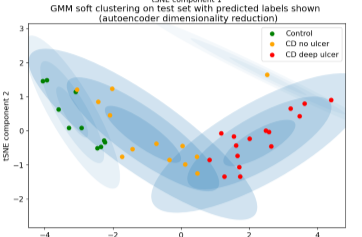 tSNE component 1
GMM soft clustering on test set with predicted labels shown
(autoencoder dimensionality reduction)
Control
CD no ulcer
CD deep ulcer
tSNE component 2
3
2
1
0
−1
−2
−4
−2
0
2
4